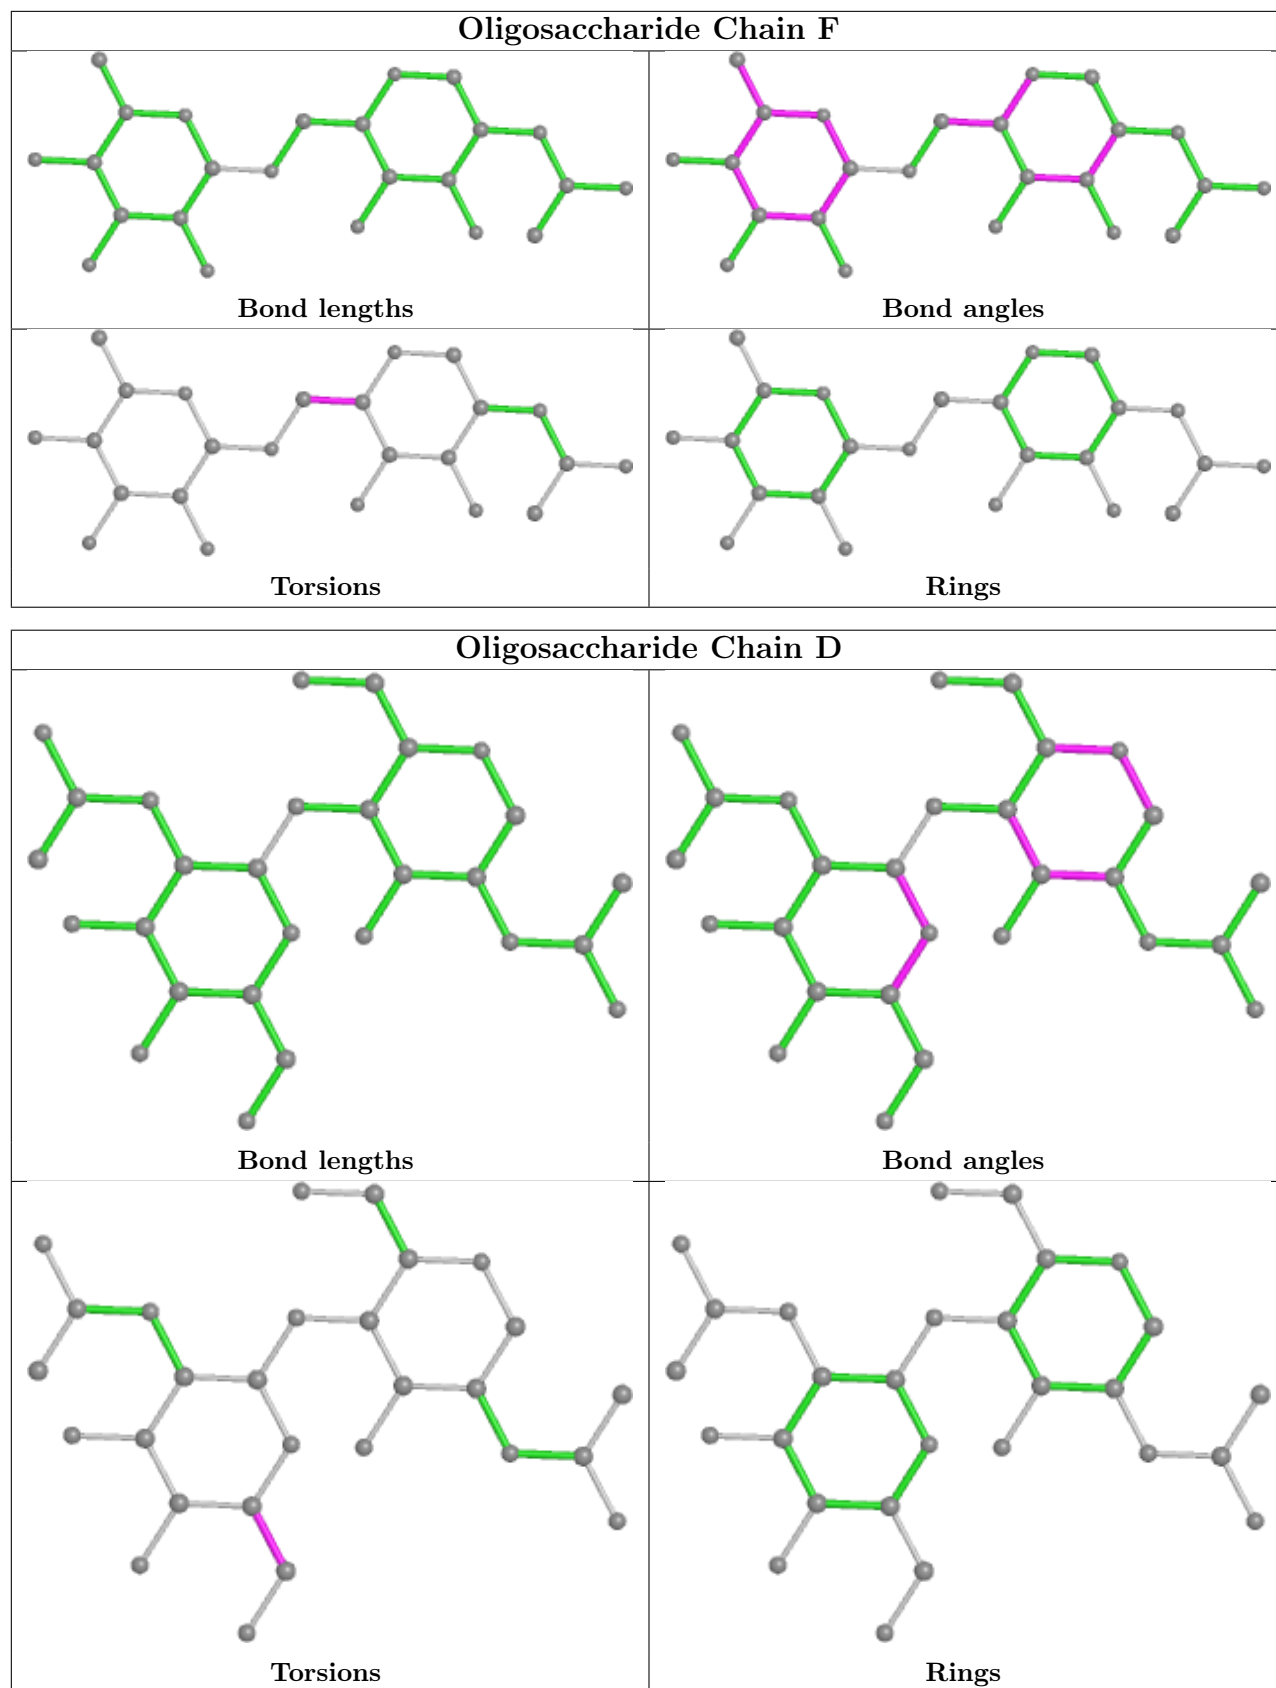 Oligosaccharide Chain F
Bond lengths
Bond angles
Torsions
Rings
Oligosaccharide Chain D
Bond lengths
Bond angles
Torsions
Rings